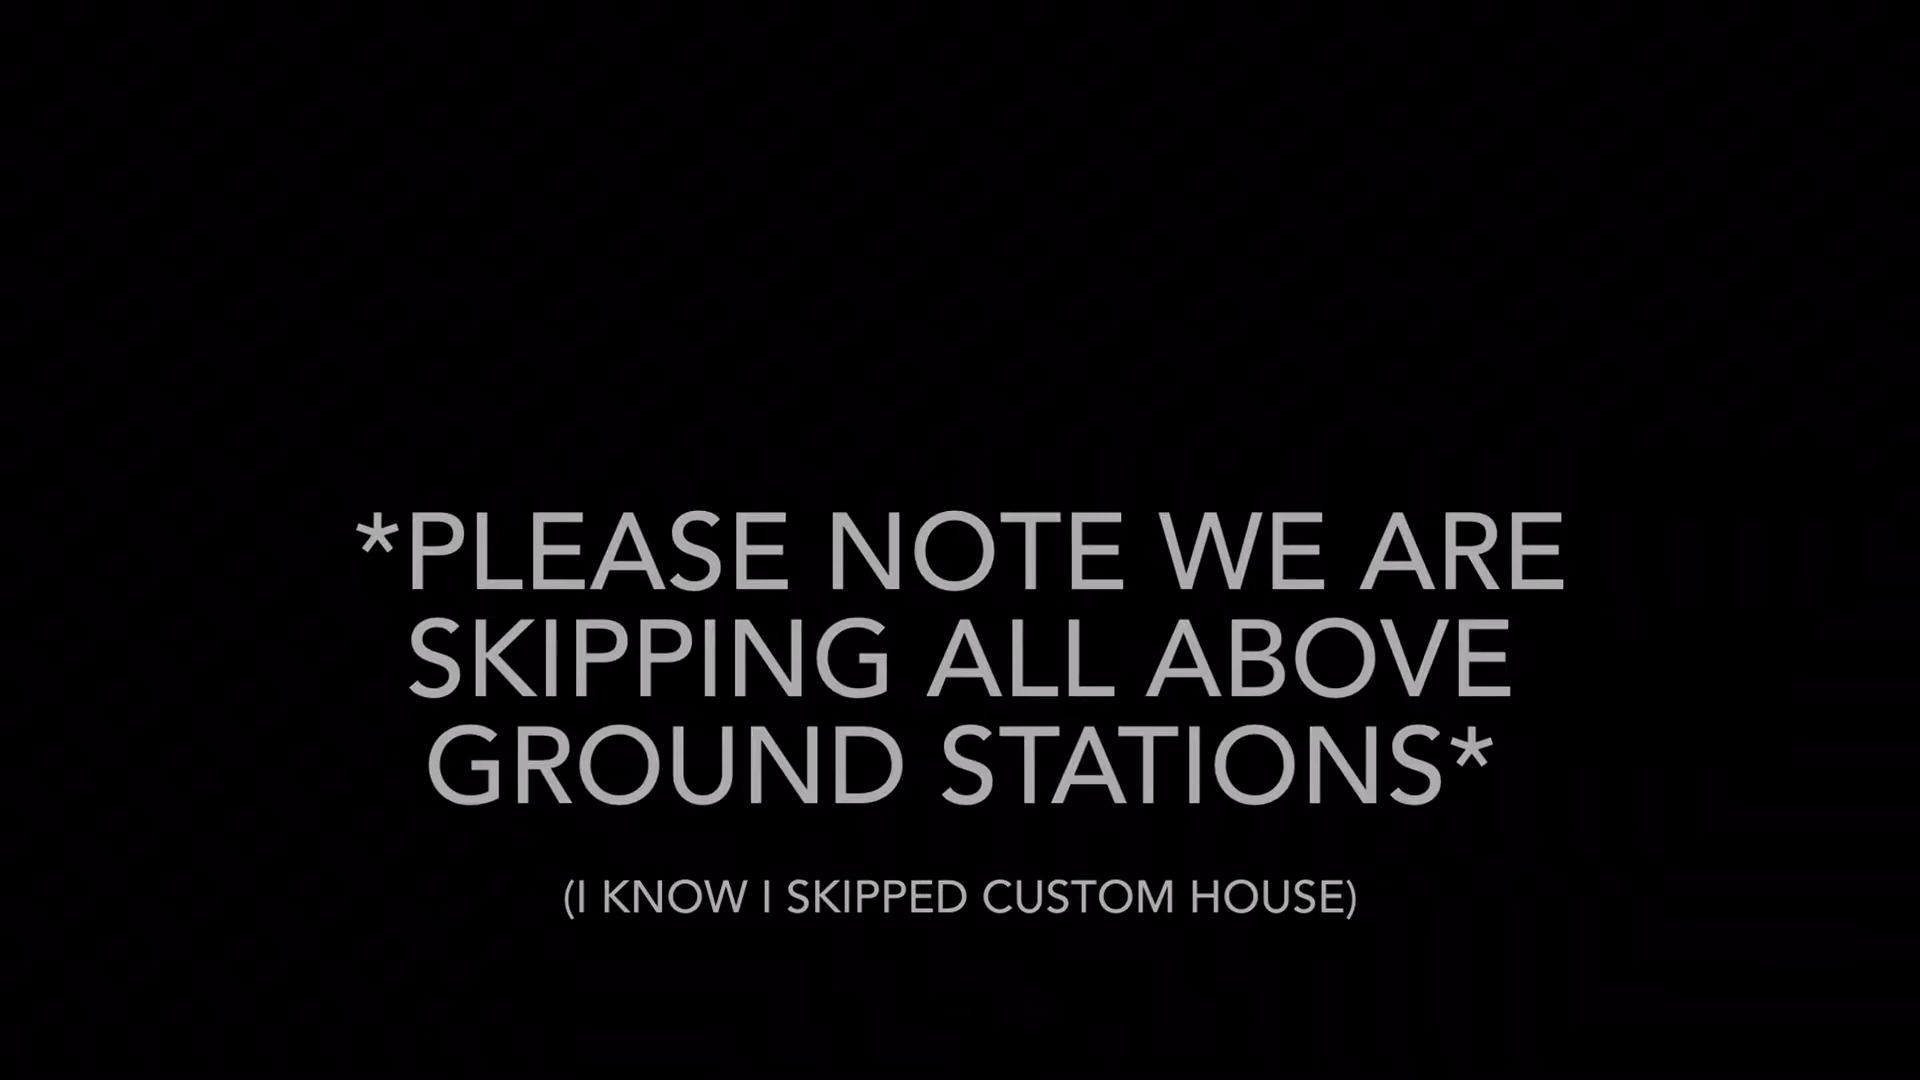 *PLEASE NOTE WE ARE
SKIPPING ALL ABOVE
GROUND STATIONS*
(I KNOW I SKIPPED CUSTOM HOUSE)